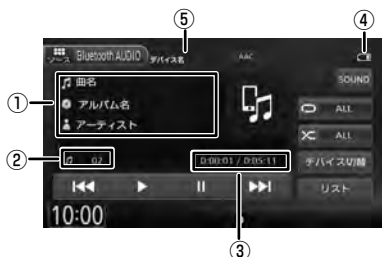 ⑤
④
ソース Bluetooth AUDIO デバイス名 AAC
①
曲名
SOUND
アルバム名
ALL
アーティスト
②
ALL
02
0:00:01 / 0:05:11
デバイス切替
リスト
10:00
③